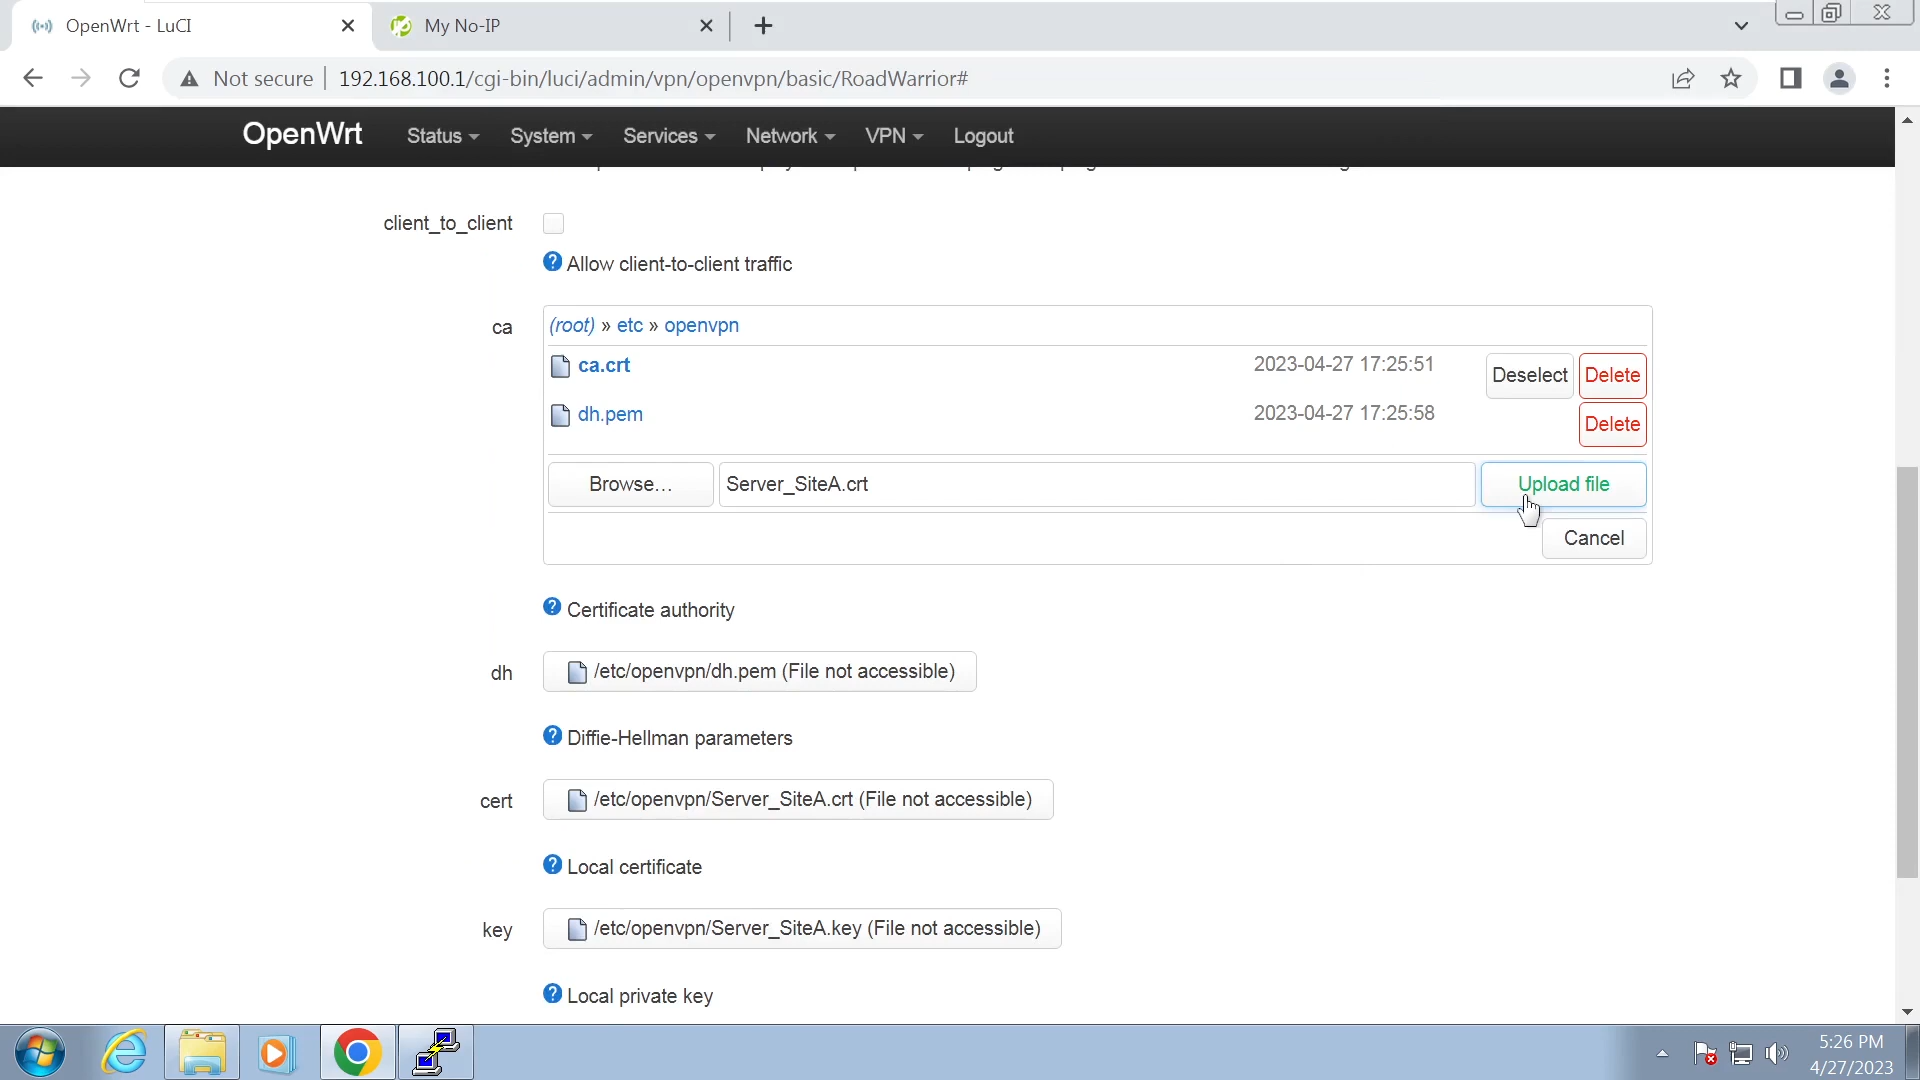 OpenWrt - LuCI
My No-IP
Not secure
192.168.100.1/cgi-bin/luci/admin/vpn/openvpn/basic/RoadWarrior#
OpenWrt Status System Services Network VPN Logout
client_to_client
Allow client-to-client traffic
ca
(root) » etc » openvpn
ca.crt 2023-04-27 17:25:51 Deselect Delete
dh.pem 2023-04-27 17:25:58 Delete
Browse... Server_SiteA.crt Upload file
Cancel
Certificate authority
dh /etc/openvpn/dh.pem (File not accessible)
Diffie-Hellman parameters
cert /etc/openvpn/Server_SiteA.crt (File not accessible)
Local certificate
key /etc/openvpn/Server_SiteA.key (File not accessible)
Local private key
5:26 PM
4/27/2023